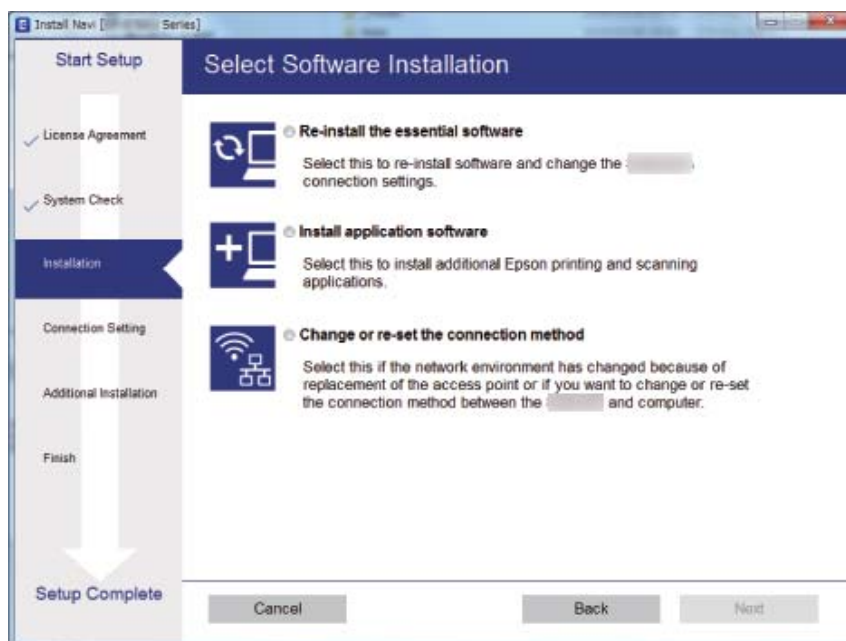 E Install Navi [ Series]
Start Setup
Select Software Installation
License Agreement
System Check
Installation
Connection Setting
Additional Installation
Finish
Setup Complete
Re-install the essential software
Select this to re-install software and change the
connection settings.
Install application software
Select this to install additional Epson printing and scanning
applications.
Change or re-set the connection method
Select this if the network environment has changed because of
replacement of the access point or if you want to change or re-set
the connection method between the and computer.
Cancel
Back
Next